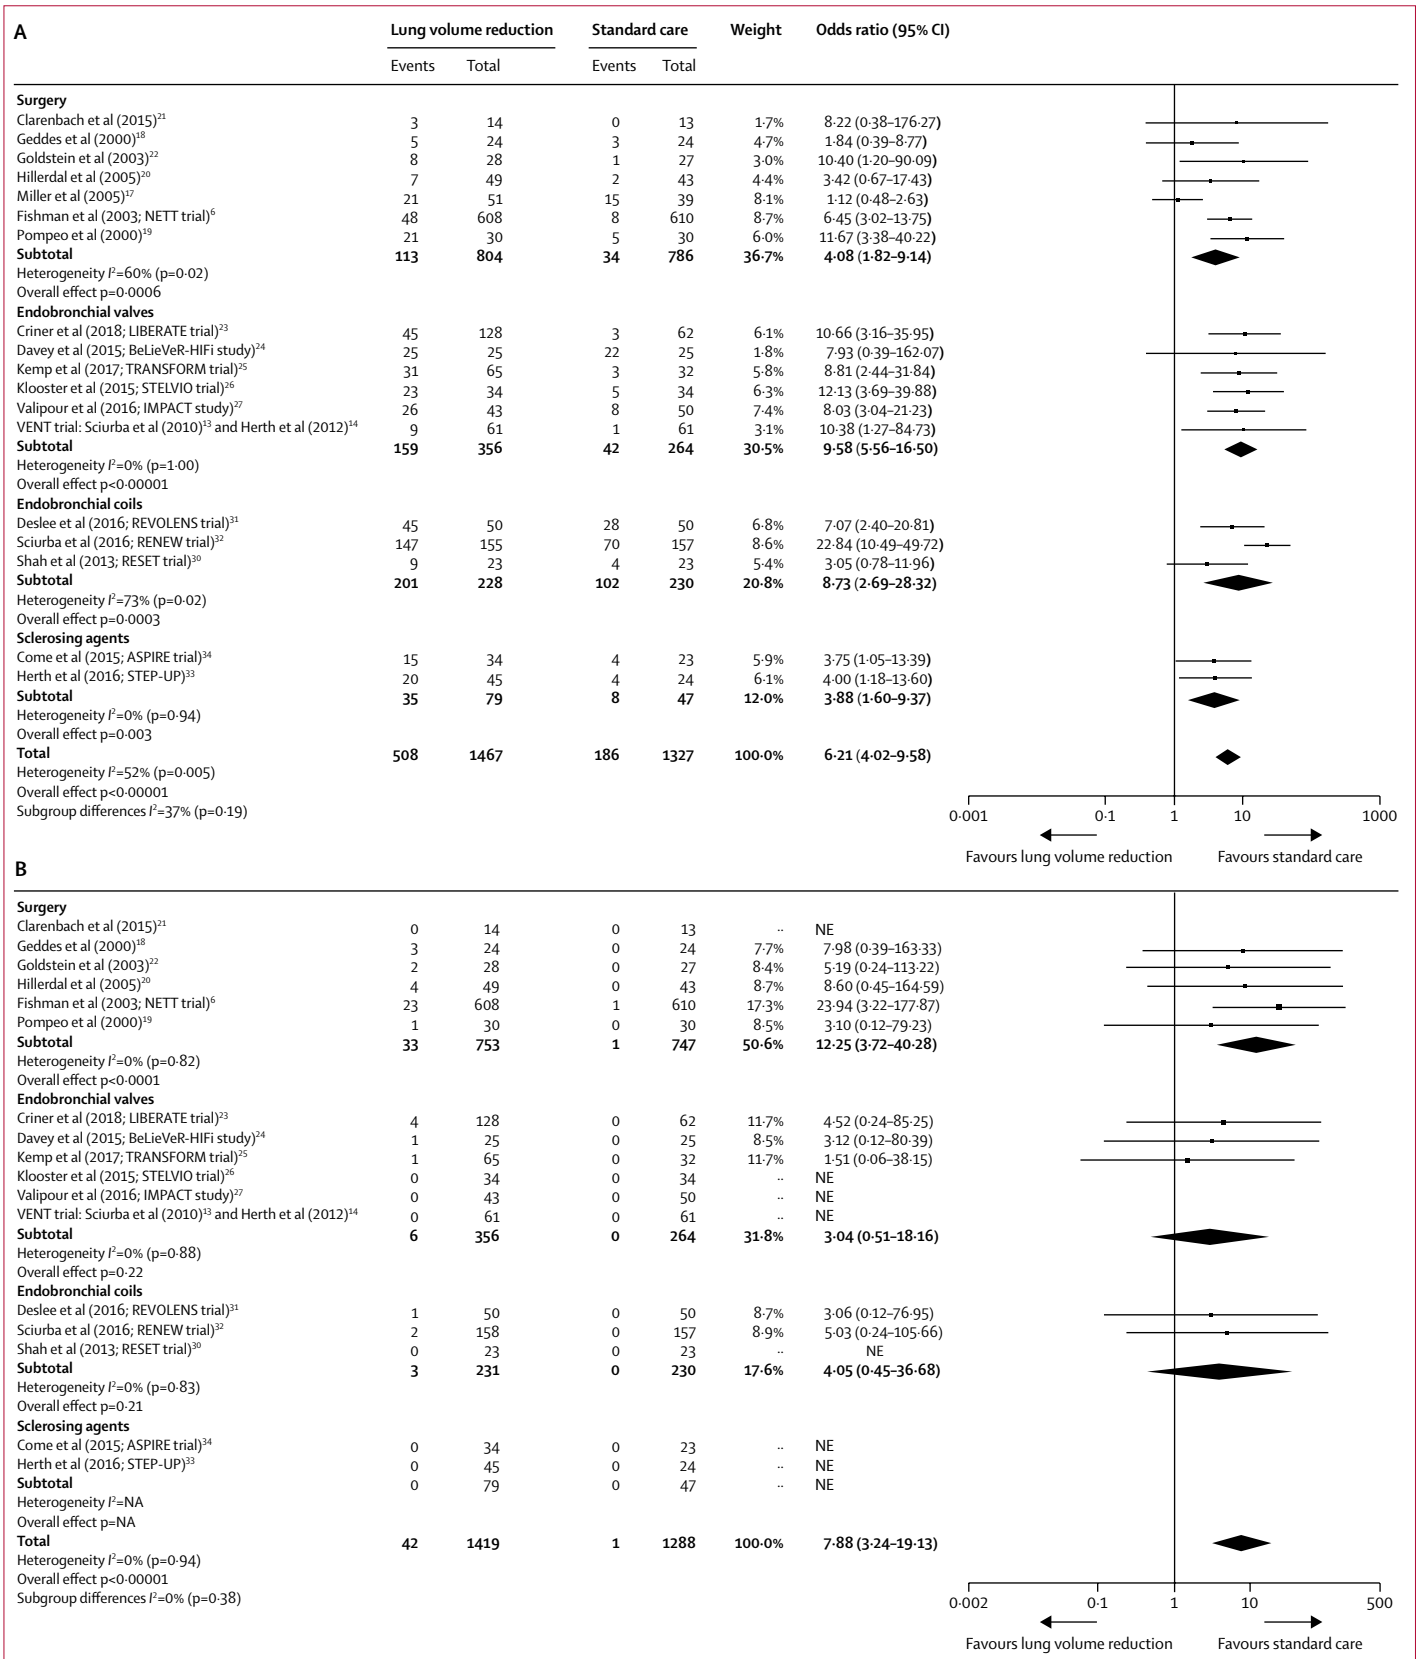 A
Lung volume reduction Standard care Weight Odds ratio (95% CI)
Events Total Events Total
Surgery
Clarenbach et al (2015)²¹ 3 14 0 13 1·7% 8·22 (0·38–176·27)
Geddes et al (2000)¹⁸ 5 24 3 24 4·7% 1·84 (0·39–8·77)
Goldstein et al (2003)²² 8 28 1 27 3·0% 10·40 (1·20–90·09)
Hillerdal et al (2005)²⁰ 7 49 2 43 4·4% 3·42 (0·67–17·43)
Miller et al (2005)¹⁷ 21 51 15 39 8·1% 1·12 (0·48–2·63)
Fishman et al (2003; NETT trial)⁶ 48 608 8 610 8·7% 6·45 (3·02–13·75)
Pompeo et al (2000)¹⁹ 21 30 5 30 6·0% 11·67 (3·38–40·22)
Subtotal 113 804 34 786 36·7% 4·08 (1·82–9·14)
Heterogeneity I²=60% (p=0·02)
Overall effect p=0·0006
Endobronchial valves
Criner et al (2018; LIBERATE trial)²³ 45 128 3 62 6·1% 10·66 (3·16–35·95)
Davey et al (2015; BeLieVeR-HIFi study)²⁴ 25 25 22 25 1·8% 7·93 (0·39–162·07)
Kemp et al (2017; TRANSFORM trial)²⁵ 31 65 3 32 5·8% 8·81 (2·44–31·84)
Klooster et al (2015; STELVIO trial)²⁶ 23 34 5 34 6·3% 12·13 (3·69–39·88)
Valipour et al (2016; IMPACT study)²⁷ 26 43 8 50 7·4% 8·03 (3·04–21·23)
VENT trial: Sciurba et al (2010)¹³ and Herth et al (2012)¹⁴ 9 61 1 61 3·1% 10·38 (1·27–84·73)
Subtotal 159 356 42 264 30·5% 9·58 (5·56–16·50)
Heterogeneity I²=0% (p=1·00)
Overall effect p<0·00001
Endobronchial coils
Deslee et al (2016; REVOLENS trial)³¹ 45 50 28 50 6·8% 7·07 (2·40–20·81)
Sciurba et al (2016; RENEW trial)³² 147 155 70 157 8·6% 22·84 (10·49–49·72)
Shah et al (2013; RESET trial)³⁰ 9 23 4 23 5·4% 3·05 (0·78–11·96)
Subtotal 201 228 102 230 20·8% 8·73 (2·69–28·32)
Heterogeneity I²=73% (p=0·02)
Overall effect p=0·0003
Sclerosing agents
Come et al (2015; ASPIRE trial)³⁴ 15 34 4 23 5·9% 3·75 (1·05–13·39)
Herth et al (2016; STEP-UP)³³ 20 45 4 24 6·1% 4·00 (1·18–13·60)
Subtotal 35 79 8 47 12·0% 3·88 (1·60–9·37)
Heterogeneity I²=0% (p=0·94)
Overall effect p=0·003
Total 508 1467 186 1327 100·0% 6·21 (4·02–9·58)
Heterogeneity I²=52% (p=0·005)
Overall effect p<0·00001
Subgroup differences I²=37% (p=0·19)
0·001 0·1 1 10 1000
Favours lung volume reduction Favours standard care
B
Surgery
Clarenbach et al (2015)²¹ 0 14 0 13 ·· NE
Geddes et al (2000)¹⁸ 3 24 0 24 7·7% 7·98 (0·39–163·33)
Goldstein et al (2003)²² 2 28 0 27 8·4% 5·19 (0·24–113·22)
Hillerdal et al (2005)²⁰ 4 49 0 43 8·7% 8·60 (0·45–164·59)
Fishman et al (2003; NETT trial)⁶ 23 608 1 610 17·3% 23·94 (3·22–177·87)
Pompeo et al (2000)¹⁹ 1 30 0 30 8·5% 3·10 (0·12–79·23)
Subtotal 33 753 1 747 50·6% 12·25 (3·72–40·28)
Heterogeneity I²=0% (p=0·82)
Overall effect p<0·0001
Endobronchial valves
Criner et al (2018; LIBERATE trial)²³ 4 128 0 62 11·7% 4·52 (0·24–85·25)
Davey et al (2015; BeLieVeR-HIFi study)²⁴ 1 25 0 25 8·5% 3·12 (0·12–80·39)
Kemp et al (2017; TRANSFORM trial)²⁵ 1 65 0 32 11·7% 1·51 (0·06–38·15)
Klooster et al (2015; STELVIO trial)²⁶ 0 34 0 34 ·· NE
Valipour et al (2016; IMPACT study)²⁷ 0 43 0 50 ·· NE
VENT trial: Sciurba et al (2010)¹³ and Herth et al (2012)¹⁴ 0 61 0 61 ·· NE
Subtotal 6 356 0 264 31·8% 3·04 (0·51–18·16)
Heterogeneity I²=0% (p=0·88)
Overall effect p=0·22
Endobronchial coils
Deslee et al (2016; REVOLENS trial)³¹ 1 50 0 50 8·7% 3·06 (0·12–76·95)
Sciurba et al (2016; RENEW trial)³² 2 158 0 157 8·9% 5·03 (0·24–105·66)
Shah et al (2013; RESET trial)³⁰ 0 23 0 23 ·· NE
Subtotal 3 231 0 230 17·6% 4·05 (0·45–36·68)
Heterogeneity I²=0% (p=0·83)
Overall effect p=0·21
Sclerosing agents
Come et al (2015; ASPIRE trial)³⁴ 0 34 0 23 ·· NE
Herth et al (2016; STEP-UP)³³ 0 45 0 24 ·· NE
Subtotal 0 79 0 47 ·· NE
Heterogeneity I²=NA
Overall effect p=NA
Total 42 1419 1 1288 100·0% 7·88 (3·24–19·13)
Heterogeneity I²=0% (p=0·94)
Overall effect p<0·00001
Subgroup differences I²=0% (p=0·38)
0·002 0·1 1 10 500
Favours lung volume reduction Favours standard care